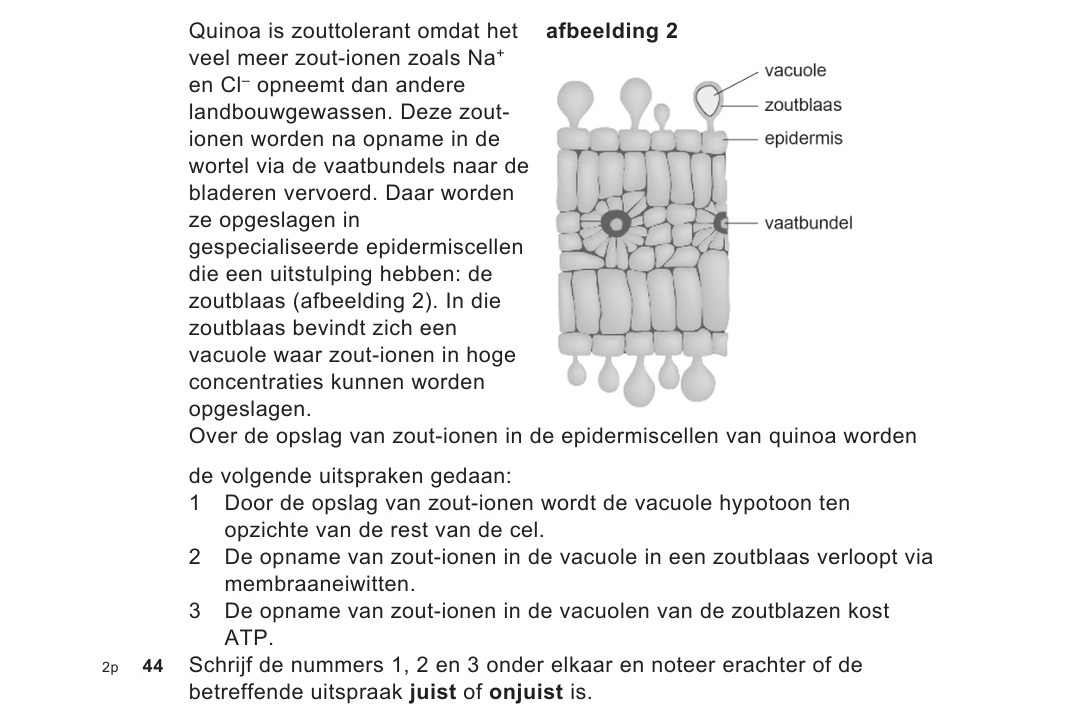 Quinoa is zouttolerant omdat het
veel meer zout-ionen zoals Na⁺
en Cl⁻ opneemt dan andere
landbouwgewassen. Deze zout-
ionen worden na opname in de
wortel via de vaatbundels naar de
bladeren vervoerd. Daar worden
ze opgeslagen in
gespecialiseerde epidermiscellen
die een uitstulping hebben: de
zoutblaas (afbeelding 2). In die
zoutblaas bevindt zich een
vacuole waar zout-ionen in hoge
concentraties kunnen worden
opgeslagen.
afbeelding 2
vacuole
zoutblaas
epidermis
vaatbundel
Over de opslag van zout-ionen in de epidermiscellen van quinoa worden
de volgende uitspraken gedaan:
1 Door de opslag van zout-ionen wordt de vacuole hypotoon ten
opzichte van de rest van de cel.
2 De opname van zout-ionen in de vacuole in een zoutblaas verloopt via
membraaneiwitten.
3 De opname van zout-ionen in de vacuolen van de zoutblazen kost
ATP.
2p 44 Schrijf de nummers 1, 2 en 3 onder elkaar en noteer erachter of de
betreffende uitspraak juist of onjuist is.